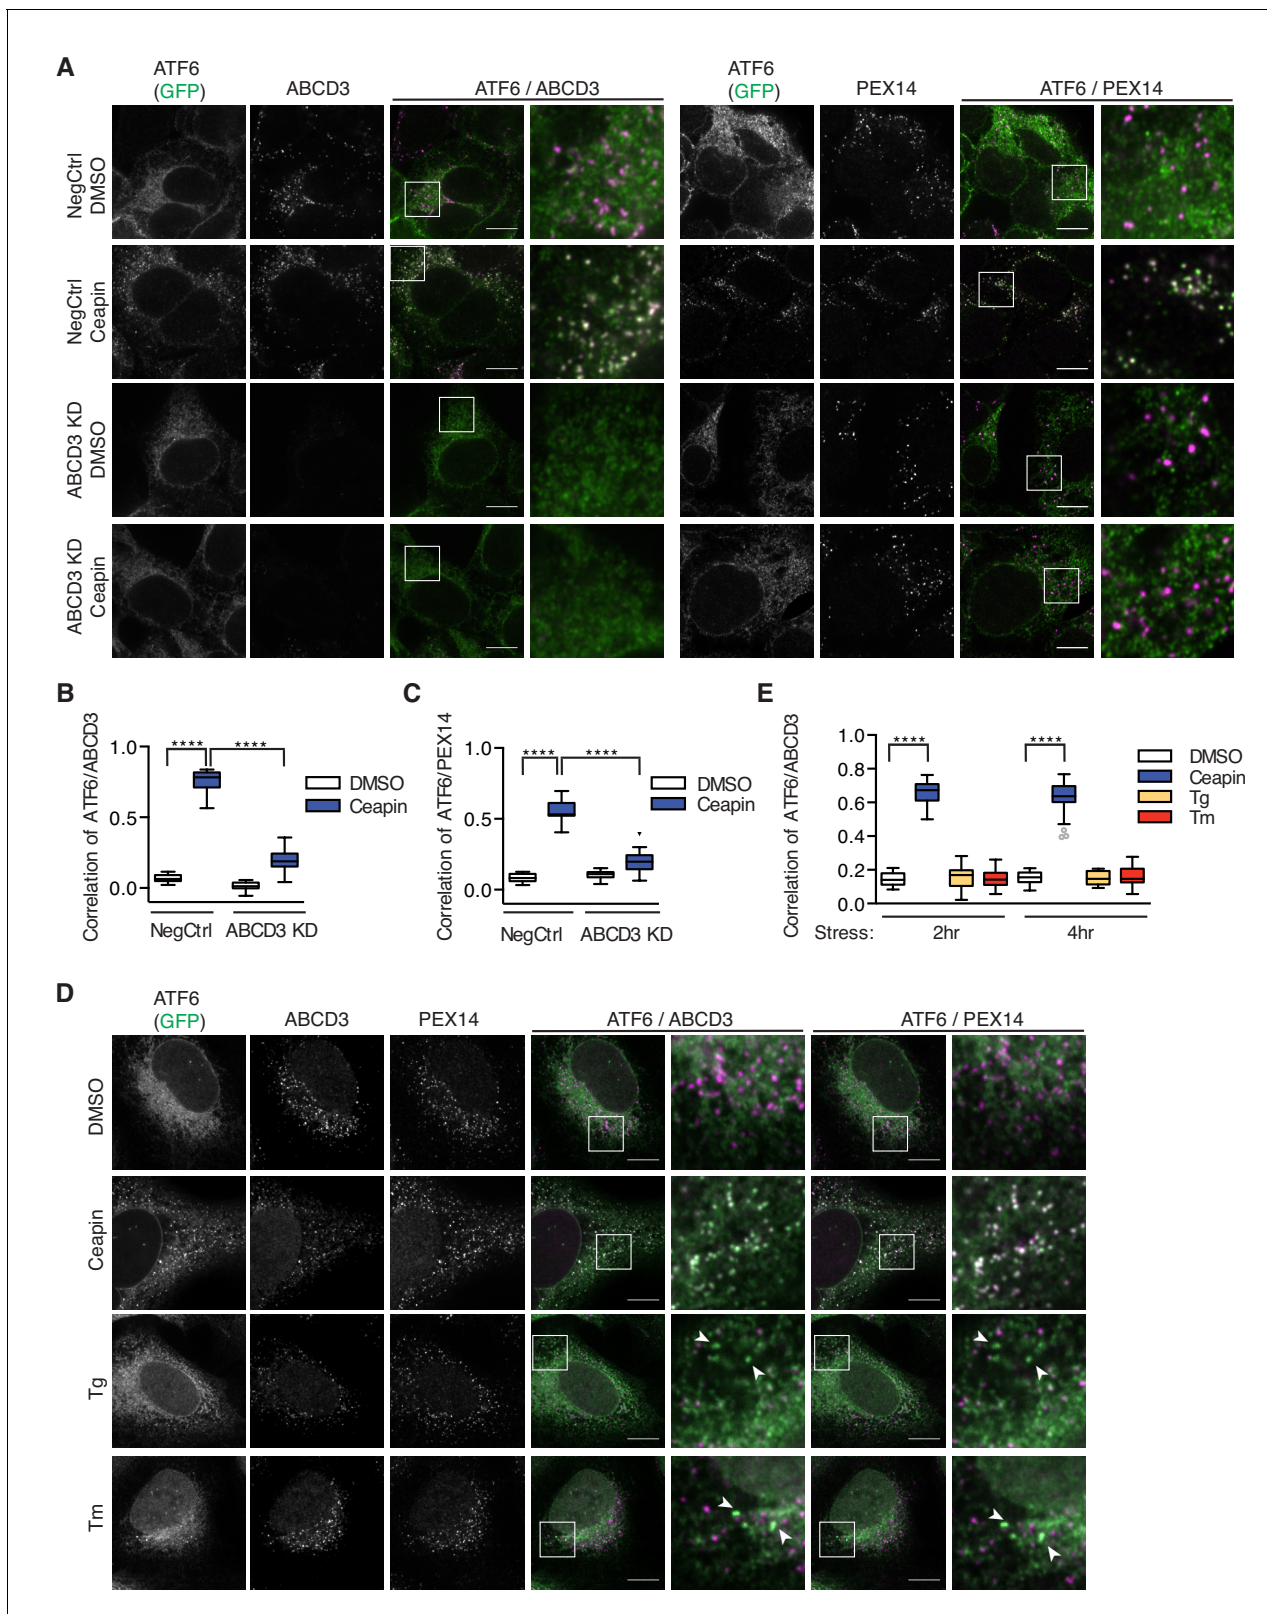 A
ATF6
(GFP)
ABCD3
ATF6 / ABCD3
ATF6
(GFP)
PEX14
ATF6 / PEX14
NegCtrl
DMSO
NegCtrl
Ceapin
ABCD3 KD
DMSO
ABCD3 KD
Ceapin
B
Correlation of ATF6/ABCD3
1.0
0.5
0.0
****
****
DMSO
Ceapin
NegCtrl
ABCD3 KD
C
Correlation of ATF6/PEX14
1.0
0.5
0.0
****
****
DMSO
Ceapin
NegCtrl
ABCD3 KD
E
Correlation of ATF6/ABCD3
1.0
0.8
0.6
0.4
0.2
0.0
****
****
DMSO
Ceapin
Tg
Tm
Stress:
2hr
4hr
D
ATF6
(GFP)
ABCD3
PEX14
ATF6 / ABCD3
ATF6 / PEX14
DMSO
Ceapin
Tg
Tm